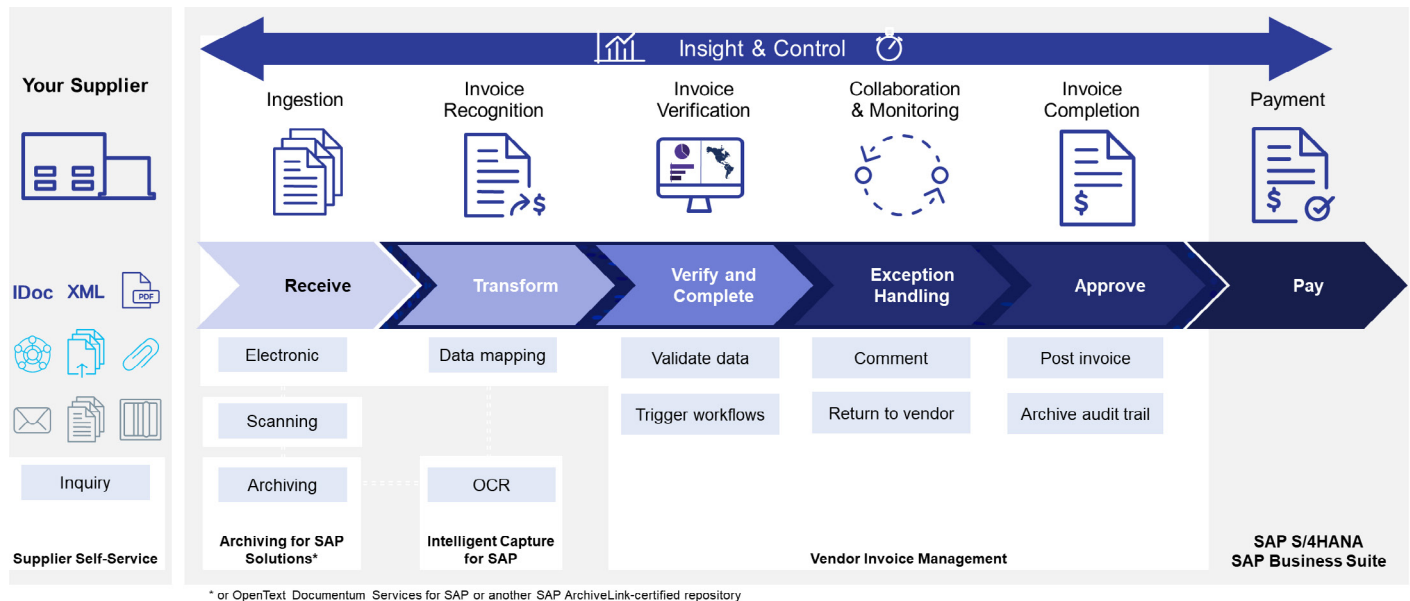 Insight & Control
Your Supplier
Ingestion
Invoice
Recognition
Invoice
Verification
Collaboration
& Monitoring
Invoice
Completion
Payment
$
$
$
IDoc
XML
PDF
Receive
Transform
Verify and
Complete
Exception
Handling
Approve
Pay
Electronic
Data mapping
Validate data
Comment
Post invoice
Scanning
Trigger workflows
Return to vendor
Archive audit trail
Inquiry
Archiving
OCR
Supplier Self-Service
Archiving for SAP
Solutions*
Intelligent Capture
for SAP
Vendor Invoice Management
SAP S/4HANA
SAP Business Suite
* or OpenText Documentum Services for SAP or another SAP ArchiveLink-certified repository